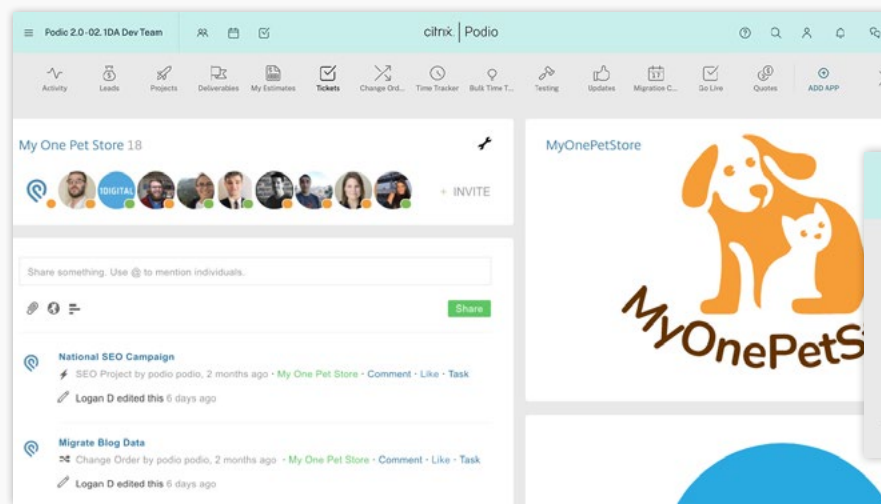 Podic 2.0 -02. 1DA Dev Team
citrix. | Podio
Activity
Leads
Projects
Deliverables
My Estimates
Tickets
Change Ord...
Time Tracker
Bulk Time T...
Testing
Updates
Migration C...
Go Live
Quotes
ADD APP
My One Pet Store 18
1DIGITAL
+ INVITE
Share something. Use @ to mention individuals.
Share
National SEO Campaign
SEO Project by podio podio, 2 months ago · My One Pet Store · Comment · Like · Task
Logan D edited this 6 days ago
Migrate Blog Data
Change Order by podio podio, 2 months ago · My One Pet Store · Comment · Like · Task
Logan D edited this 6 days ago
MyOnePetStore
MyOnePetS